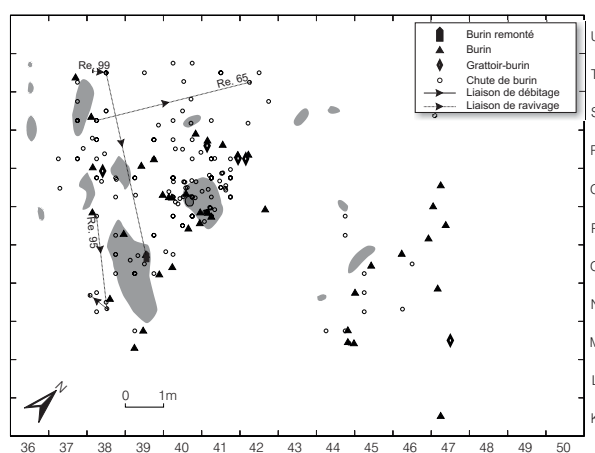 Burin remonté
Burin
Grattoir-burin
Chute de burin
Liaison de débitage
Liaison de ravivage
Re. 99
Re. 65
Re. 95
T
S
N
M
L
K
N
0 1m
36 37 38 39 40 41 42 43 44 45 46 47 48 49 50